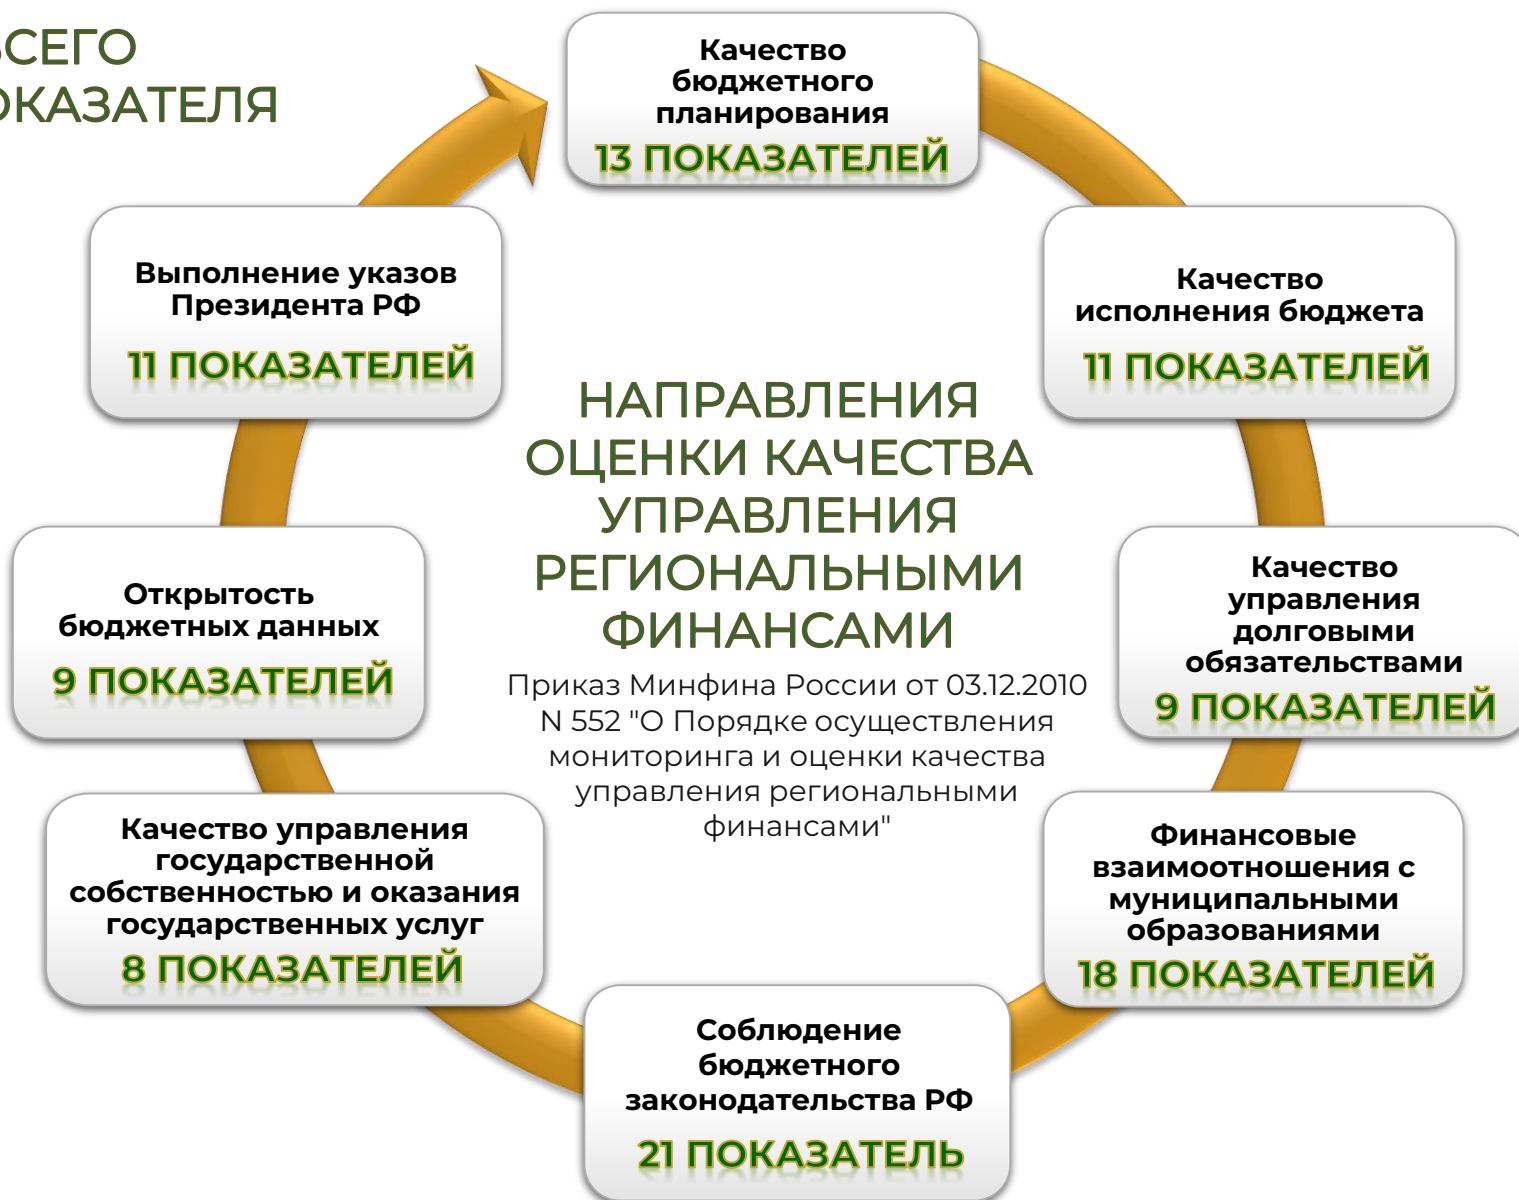 ВСЕГО
ОКАЗАТЕЛЯ
Качество
бюджетного
планирования
13 ПОКАЗАТЕЛЕЙ
Качество
исполнения бюджета
11 ПОКАЗАТЕЛЕЙ
Качество
управления
долговыми
обязательствами
9 ПОКАЗАТЕЛЕЙ
Финансовые
взаимоотношения с
муниципальными
образованиями
18 ПОКАЗАТЕЛЕЙ
Соблюдение
бюджетного
законодательства РФ
21 ПОКАЗАТЕЛЬ
Качество управления
государственной
собственностью и оказания
государственных услуг
8 ПОКАЗАТЕЛЕЙ
Открытость
бюджетных данных
9 ПОКАЗАТЕЛЕЙ
Выполнение указов
Президента РФ
11 ПОКАЗАТЕЛЕЙ
НАПРАВЛЕНИЯ
ОЦЕНКИ КАЧЕСТВА
УПРАВЛЕНИЯ
РЕГИОНАЛЬНЫМИ
ФИНАНСАМИ
Приказ Минфина России от 03.12.2010
N 552 "О Порядке осуществления
мониторинга и оценки качества
управления региональными
финансами"